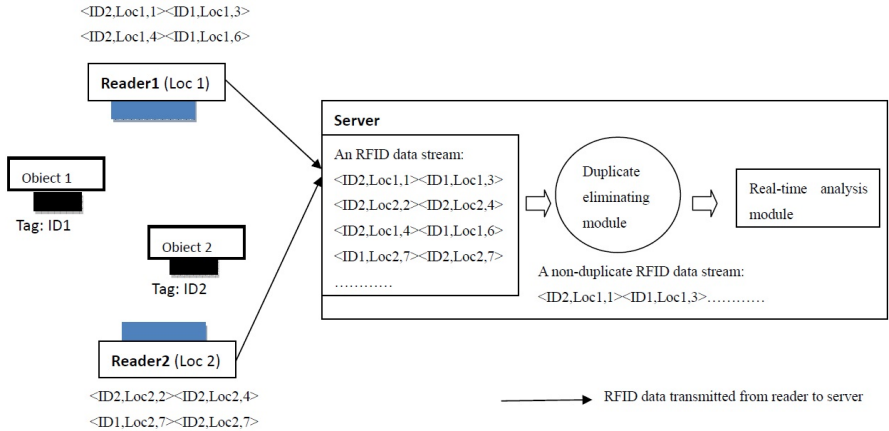 <ID2,Loc1,1><ID1,Loc1,3>
<ID2,Loc1,4><ID1,Loc1,6>
Reader1 (Loc 1)
Object 1
Tag: ID1
Object 2
Tag: ID2
Reader2 (Loc 2)
<ID2,Loc2,2><ID2,Loc2,4>
<ID1,Loc2,7><ID2,Loc2,7>
Server
An RFID data stream:
<ID2,Loc1,1><ID1,Loc1,3>
<ID2,Loc2,2><ID2,Loc2,4>
<ID2,Loc1,4><ID1,Loc1,6>
<ID1,Loc2,7><ID2,Loc2,7>
…………
Duplicate
eliminating
module
Real-time analysis
module
A non-duplicate RFID data stream:
<ID2,Loc1,1><ID1,Loc1,3>…………
RFID data transmitted from reader to server